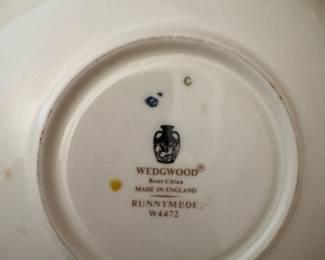 C
WEDGWOOD®
Bone China
MADE IN ENGLAND
RUNNYMEDE
W4472